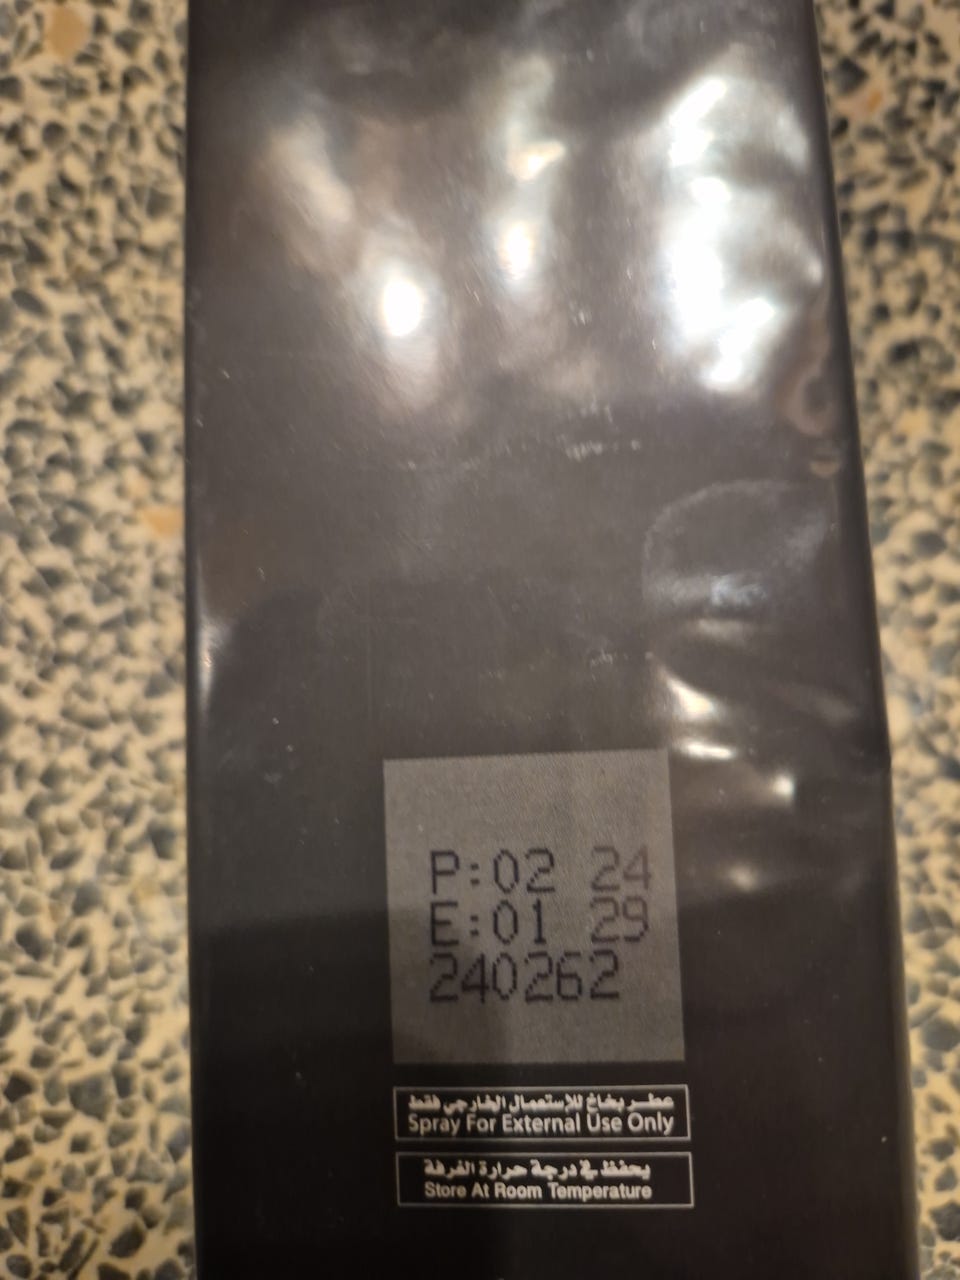 P:02 24
E:01 29
240262
عطر بخاخ للإستعمال الخارجي فقط
Spray For External Use Only
يحفظ في درجة حرارة الغرفة
Store At Room Temperature